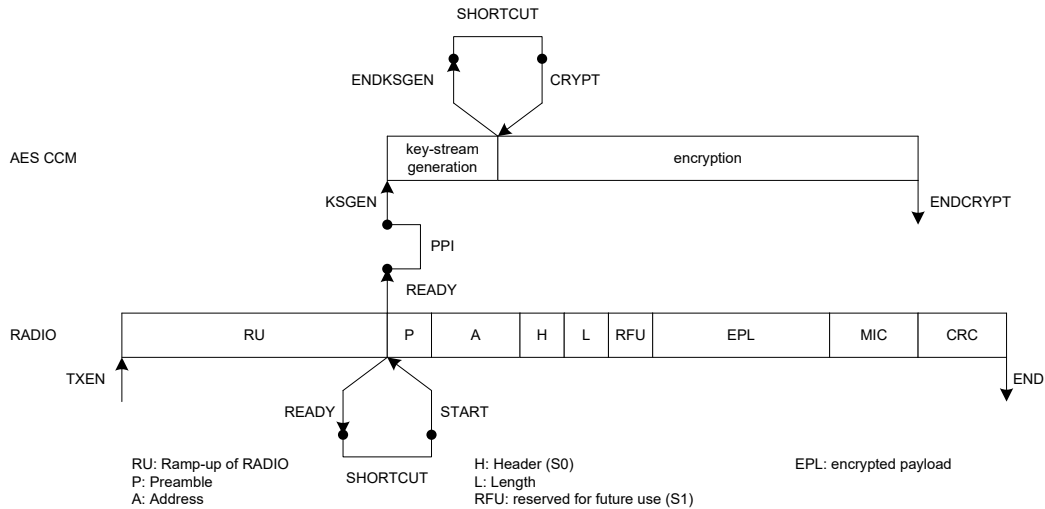 SHORTCUT
ENDKSGEN
CRYPT
AES CCM
key-stream
generation
encryption
KSGEN
ENDCRYPT
PPI
READY
RADIO
RU
P
A
H
L
RFU
EPL
MIC
CRC
TXEN
END
READY
START
SHORTCUT
RU: Ramp-up of RADIO
P: Preamble
A: Address
H: Header (S0)
L: Length
RFU: reserved for future use (S1)
EPL: encrypted payload